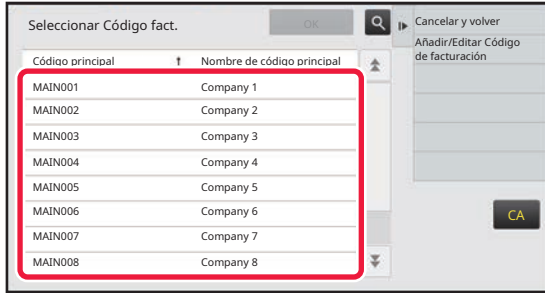 Seleccionar Código fact.
OK
Cancelar y volver
Añadir/Editar Código
de facturación
Código principal ↑ Nombre de código principal
MAIN001 Company 1
MAIN002 Company 2
MAIN003 Company 3
MAIN004 Company 4
MAIN005 Company 5
MAIN006 Company 6
MAIN007 Company 7
MAIN008 Company 8
CA